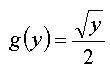 g(y) = √y / 2